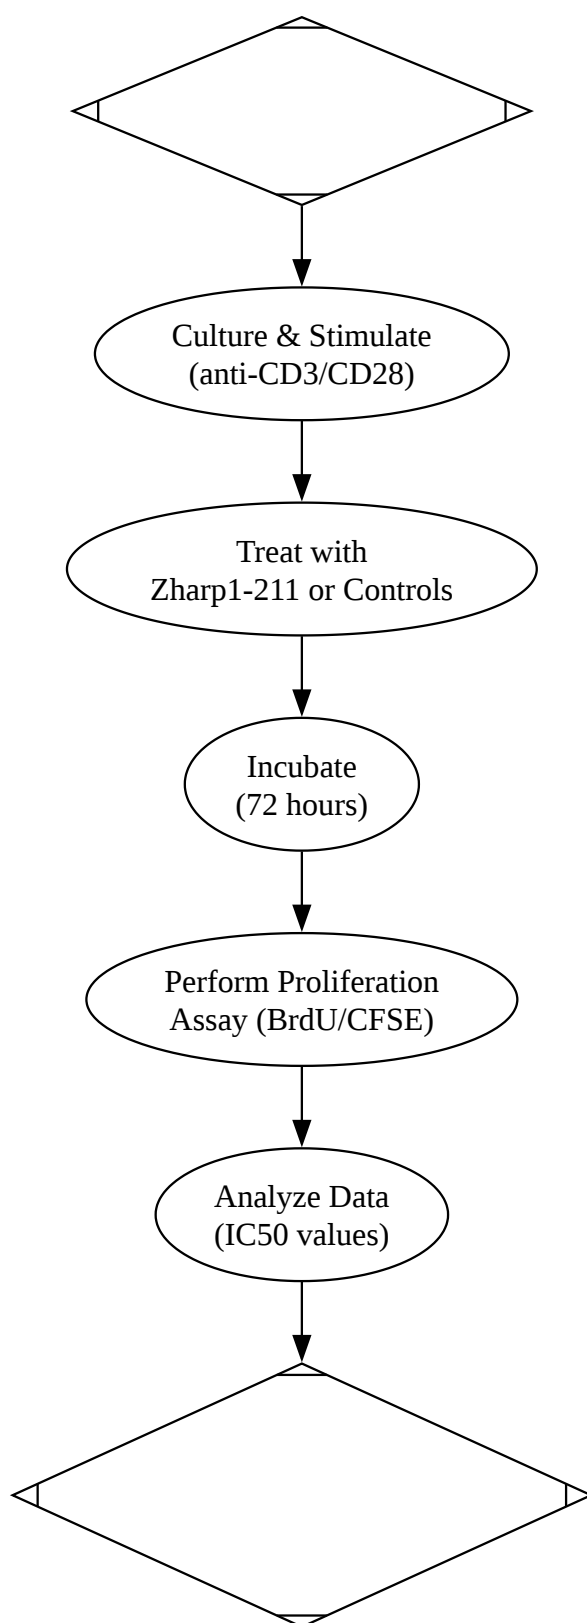 Culture & Stimulate
(anti-CD3/CD28)
Treat with
Zharp1-211 or Controls
Incubate
(72 hours)
Perform Proliferation
Assay (BrdU/CFSE)
Analyze Data
(IC50 values)